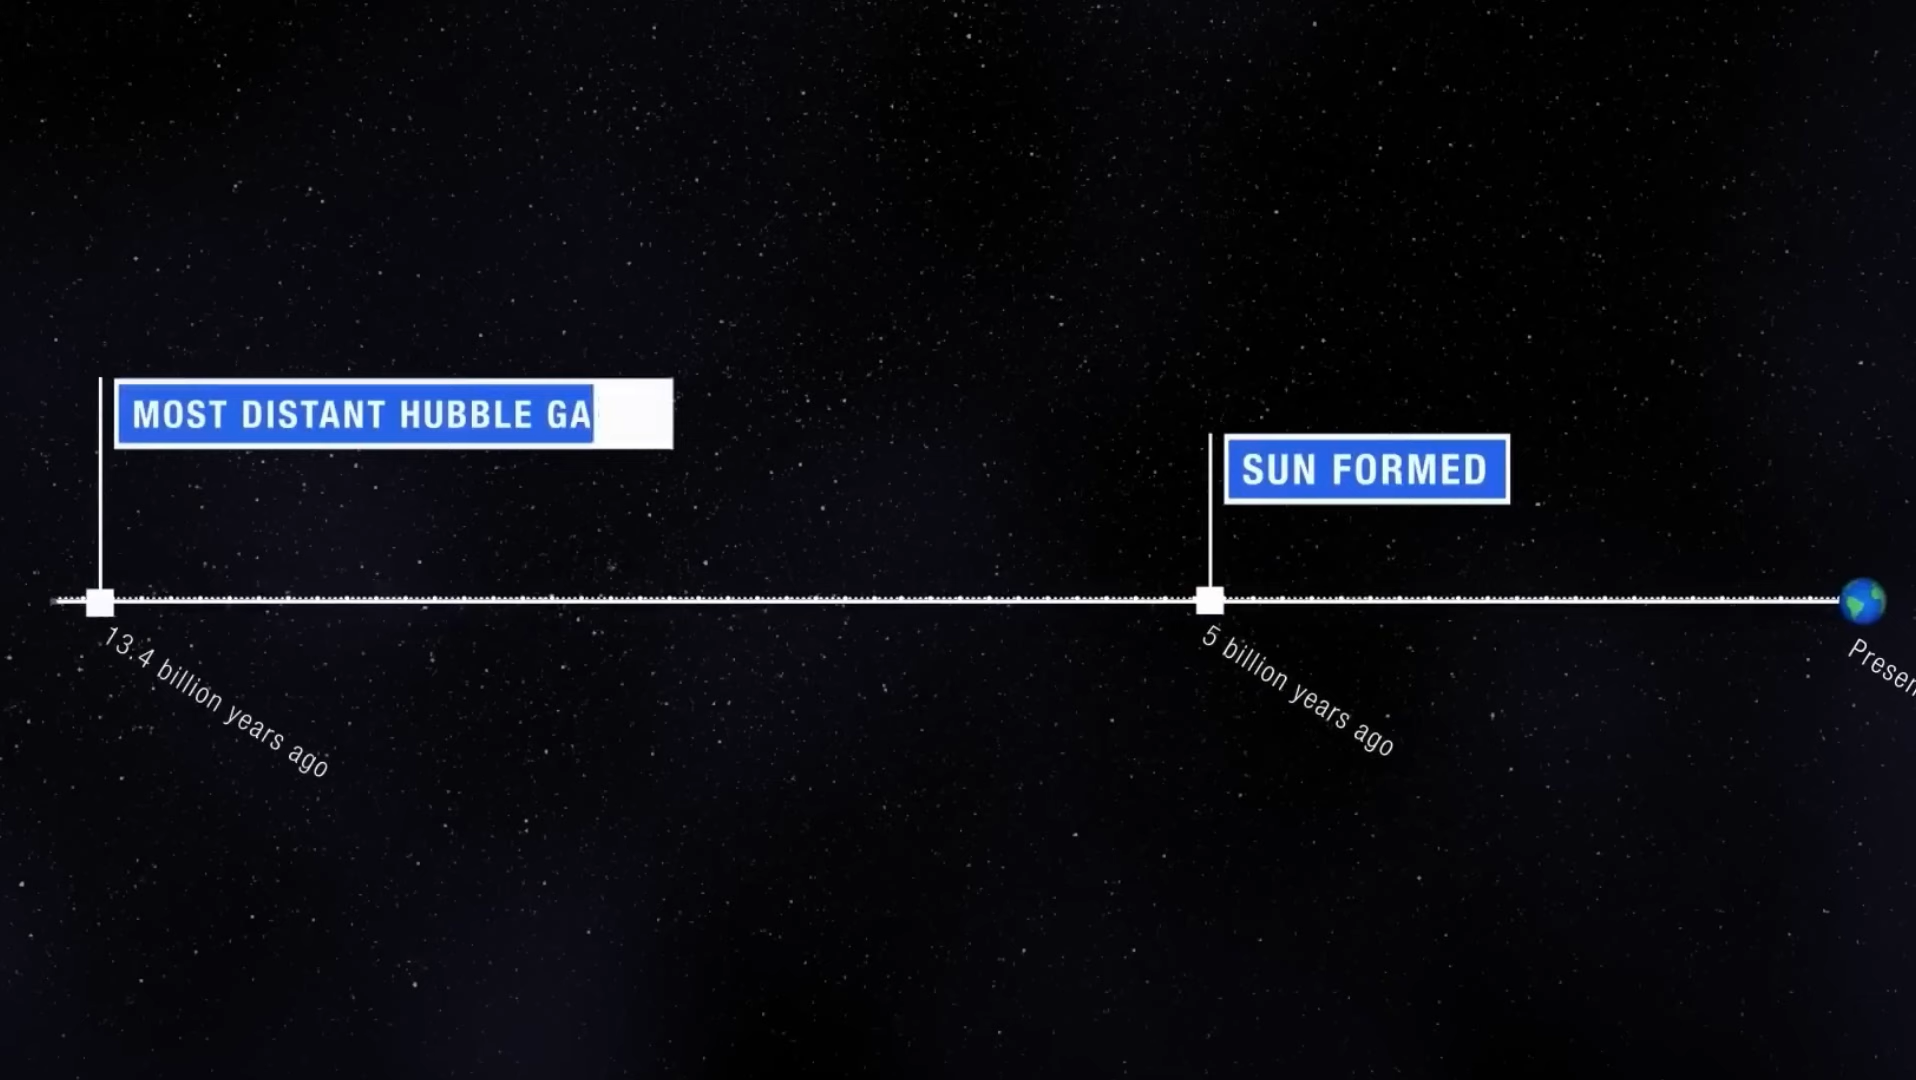 MOST DISTANT HUBBLE GA
SUN FORMED
13.4 billion years ago
5 billion years ago
Presen